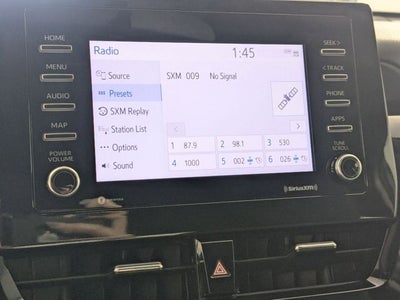 HOME
MENU
AUDIO
MAP
POWER
VOLUME
Radio
1:45
Source
Presets
SXM Replay
Station List
Options
Sound
SXM 009 No Signal
1 87.9
2 98.1
3 530
4 1000
5 002
6 026
SEEK>
<TRACK
PHONE
APPS
TUNE
SCROLL
SiriusXM